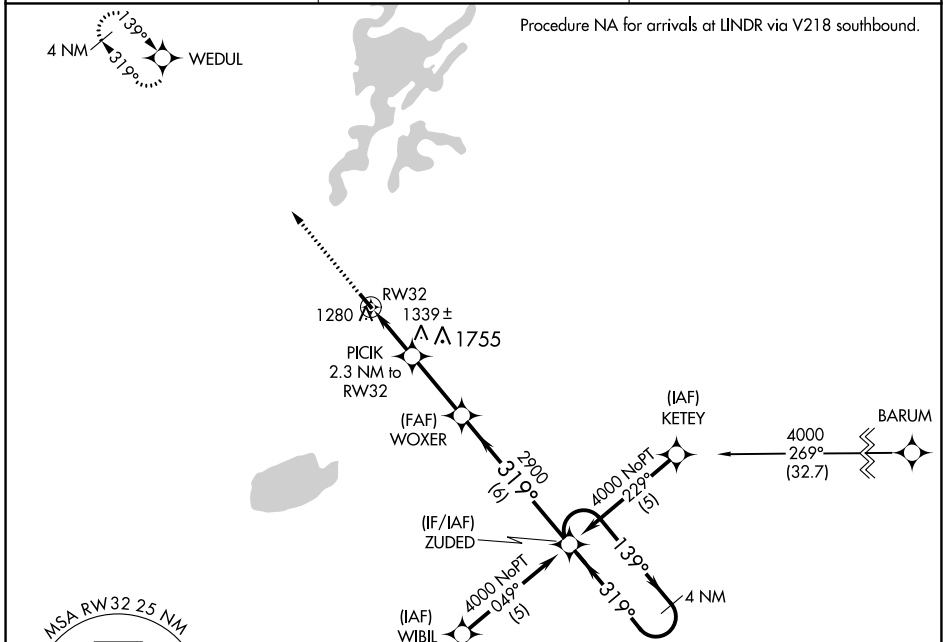 Procedure NA for arrivals at LINDR via V218 southbound.
139°
4 NM
319°
WEDUL
RW32
1280
1339 ±
1755
PICIK
2.3 NM to
RW32
(FAF)
WOXER
(IAF)
KETEY
BARUM
4000
269°
(32.7)
2900
319°
(6)
4000 NoPT
229°
(5)
(IF/IAF)
ZUDED
139°
4 NM
319°
4000 NoPT
049°
(5)
(IAF)
WIBIL
MSA RW32 25 NM